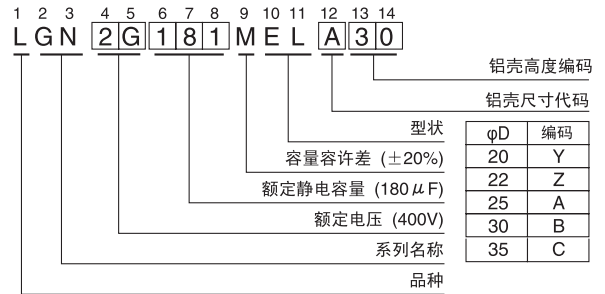 1 2 3 4 5 6 7 8 9 10 11 12 13 14
L G N 2 G 1 8 1 M E L A 3 0
铝壳高度编码
铝壳尺寸代码
型状
容量容许差 (±20%)
额定静电容量 (180μF)
额定电压 (400V)
系列名称
品种
φD 编码
20 Y
22 Z
25 A
30 B
35 C